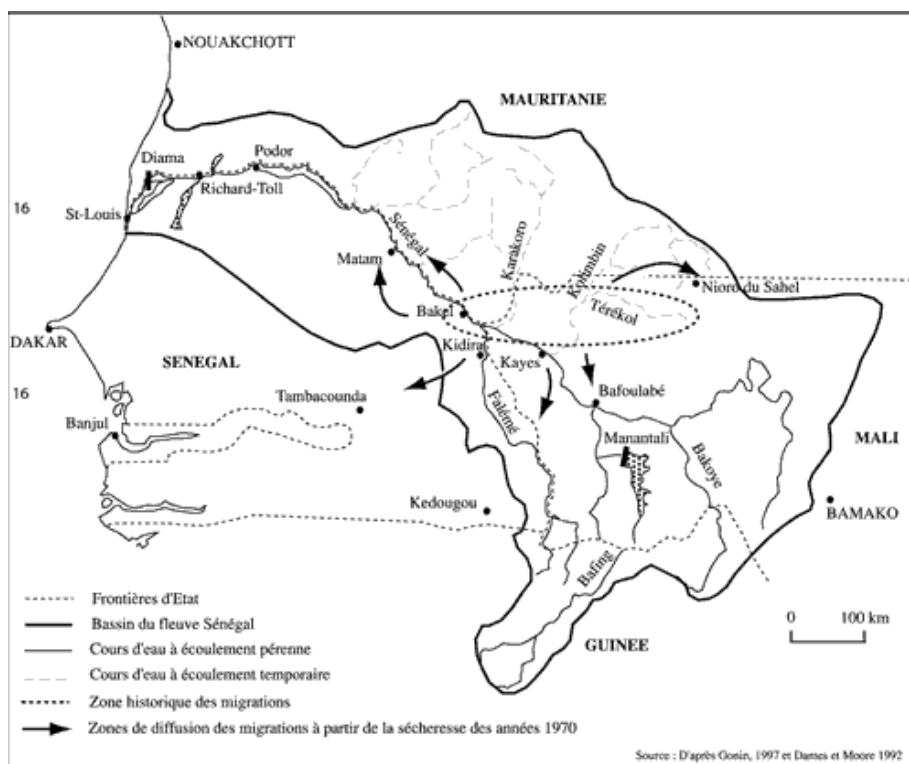 NOUAKCHOTT
MAURITANIE
Diama
Podor
Richard-Toll
16
St-Louis
Sénégal
Karakoro
Kolimbin
Matam
Nioro du Sahel
Bakel
Térékol
DAKAR
Kidira
Kayes
SENEGAL
16
Tambacounda
Bafoulabé
Banjul
Falémé
Manantali
MALI
Bakoye
Kedougou
BAMAKO
Bafing
GUINEE
0 100 km
Frontières d'Etat
Bassin du fleuve Sénégal
Cours d'eau à écoulement pérenne
Cours d'eau à écoulement temporaire
Zone historique des migrations
Zones de diffusion des migrations à partir de la sécheresse des années 1970
Source : D'après Gonin, 1997 et Dames et Moore 1992